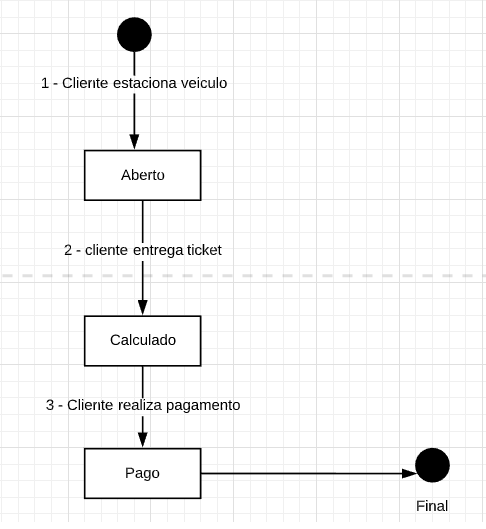 1 - Cliente estaciona veiculo
Aberto
2 - cliente entrega ticket
Calculado
3 - Cliente realiza pagamento
Pago
Final